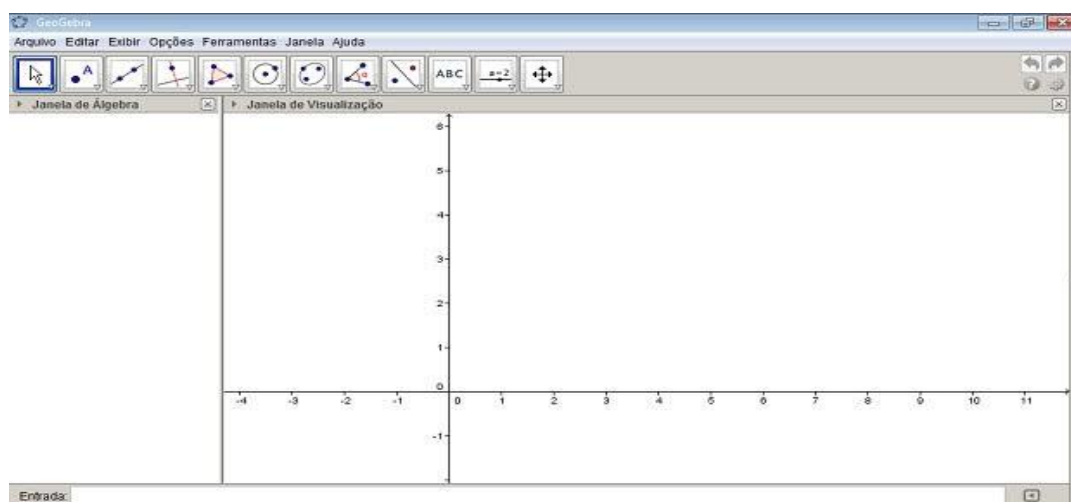 GeoGebra
Arquivo Editar Exibir Opções Ferramentas Janela Ajuda
A
ABC
a=2
Janela de Álgebra
Janela de Visualização
6
5
4
3
2
1
0
-4 -3 -2 -1 0 1 2 3 4 5 6 7 8 9 10 11
-1
Entrada: